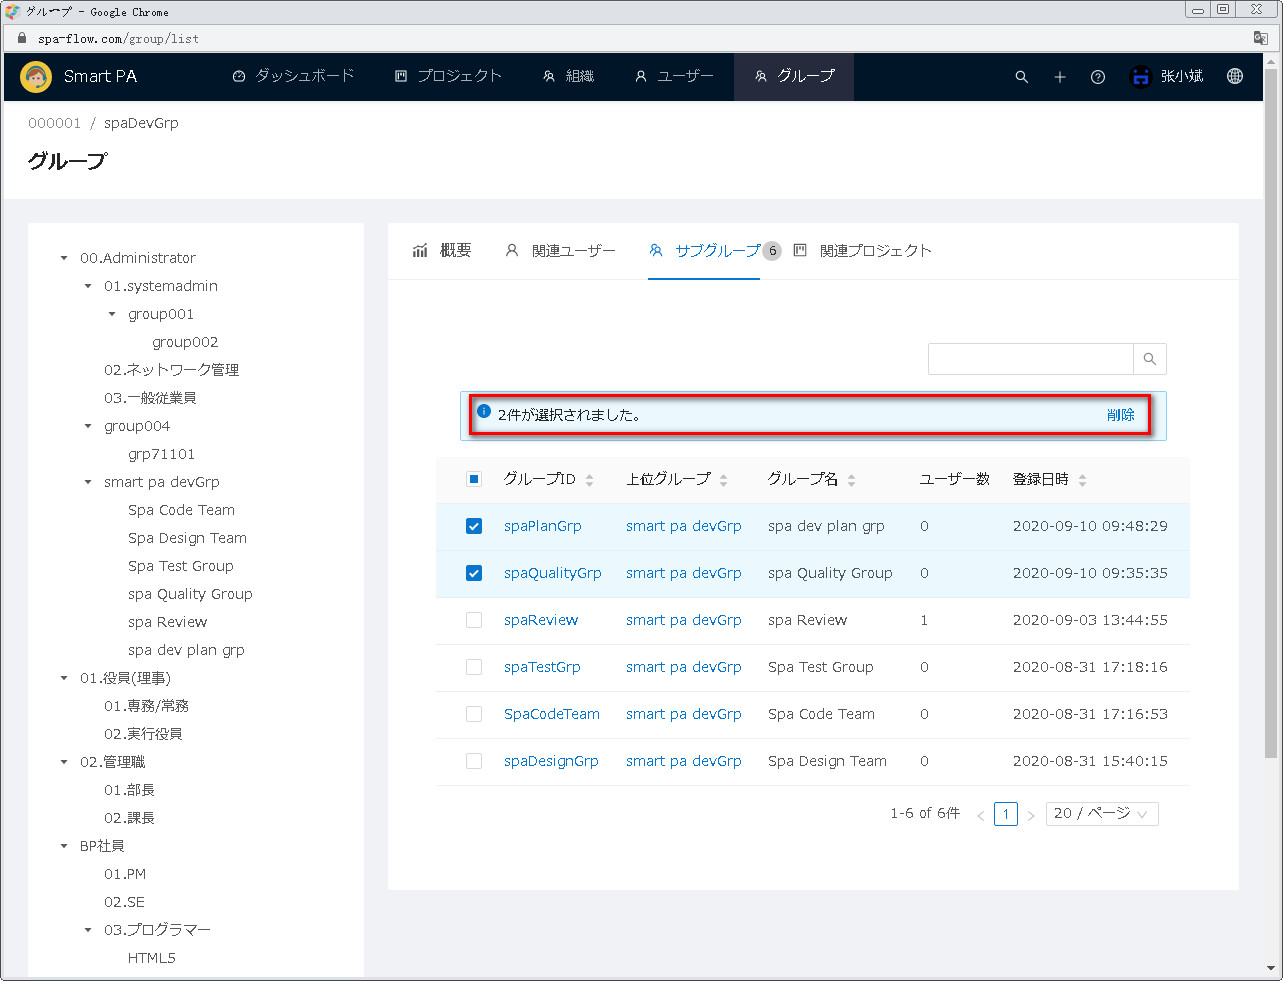 グループ - Google Chrome
spa-flow.com/group/list
Smart PA ダッシュボード プロジェクト 組織 ユーザー グループ 张小斌
000001 / spaDevGrp
グループ
00.Administrator
01.systemadmin
group001
group002
02.ネットワーク管理
03.一般従業員
group004
grp71101
smart pa devGrp
Spa Code Team
Spa Design Team
Spa Test Group
spa Quality Group
spa Review
spa dev plan grp
01.役員(理事)
01.専務/常務
02.実行役員
02.管理職
01.部長
02.課長
BP社員
01.PM
02.SE
03.プログラマー
HTML5
概要 関連ユーザー サブグループ 6 関連プロジェクト
2件が選択されました。 削除
グループID 上位グループ グループ名 ユーザー数 登録日時
spaPlanGrp smart pa devGrp spa dev plan grp 0 2020-09-10 09:48:29
spaQualityGrp smart pa devGrp spa Quality Group 0 2020-09-10 09:35:35
spaReview smart pa devGrp spa Review 1 2020-09-03 13:44:55
spaTestGrp smart pa devGrp Spa Test Group 0 2020-08-31 17:18:16
SpaCodeTeam smart pa devGrp Spa Code Team 0 2020-08-31 17:16:53
spaDesignGrp smart pa devGrp Spa Design Team 0 2020-08-31 15:40:15
1-6 of 6件 < 1 > 20 / ページ